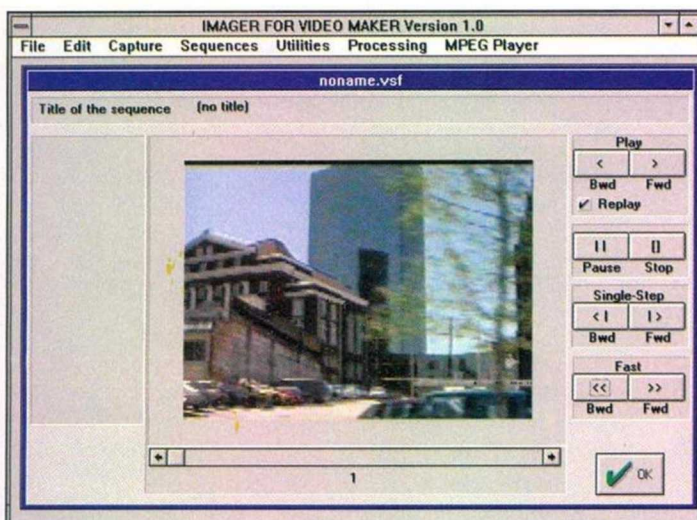 IMAGER FOR VIDEO MAKER Version 1.0
File Edit Capture Sequences Utilities Processing MPEG Player
noname.vsf
Title of the sequence (no title)
Play
< >
Bwd Fwd
✓ Replay
II []
Pause Stop
Single-Step
<I I>
Bwd Fwd
Fast
<< >>
Bwd Fwd
1
OK